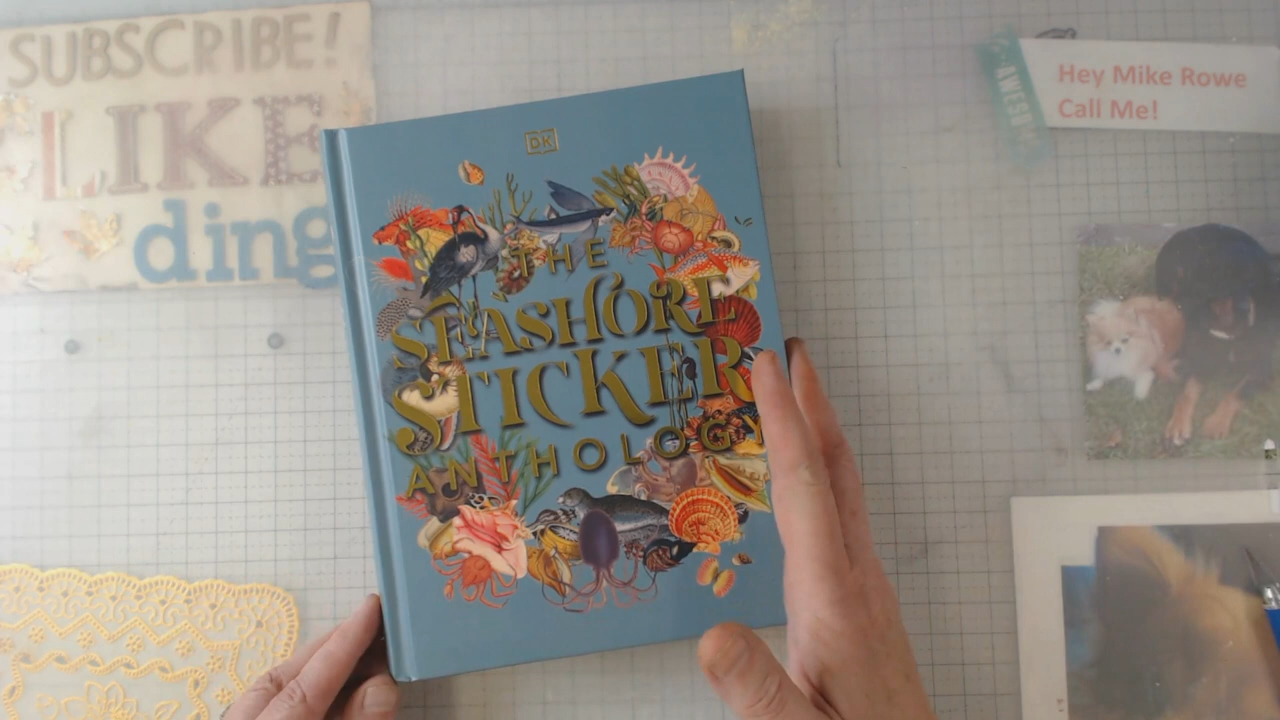 SUBSCRIBE!
LIKE
ding
Hey Mike Rowe
Call Me!
DK
THE
SEASHORE
STICKER
ANTHOLOGY